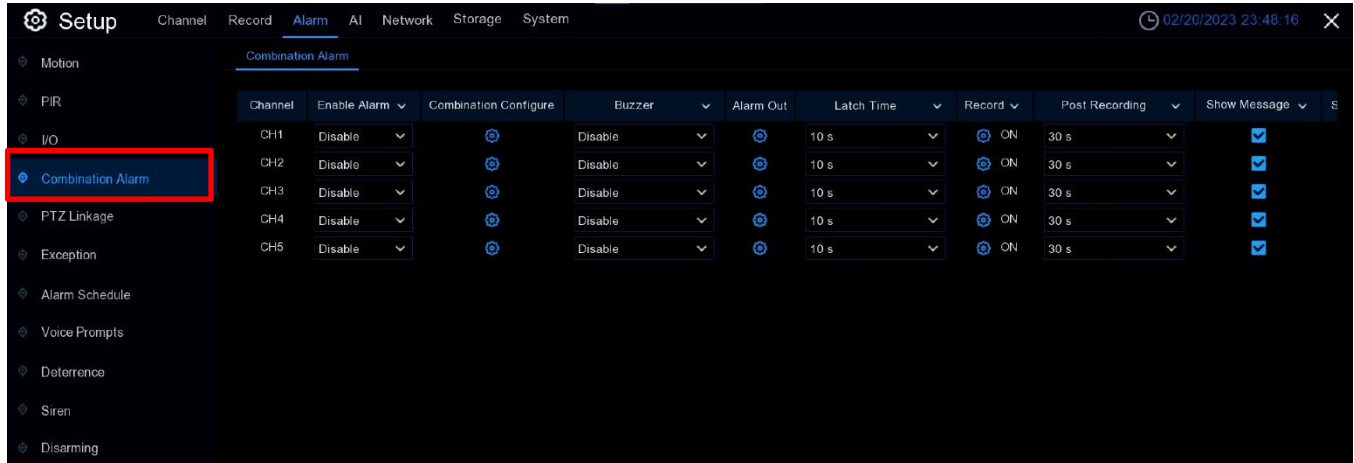 Setup Channel Record Alarm AI Network Storage System 02/20/2023 23:48:16
Combination Alarm
Motion
PIR
I/O
Combination Alarm
PTZ Linkage
Exception
Alarm Schedule
Voice Prompts
Deterrence
Siren
Disarming
Channel Enable Alarm Combination Configure Buzzer Alarm Out Latch Time Record Post Recording Show Message S
CH1 Disable Disable 10 s ON 30 s
CH2 Disable Disable 10 s ON 30 s
CH3 Disable Disable 10 s ON 30 s
CH4 Disable Disable 10 s ON 30 s
CH5 Disable Disable 10 s ON 30 s